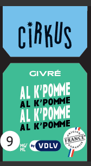 CiRKUS
GIVRÉ
AL K'POMME
AL K'POMME
AL K'POMME
AL K'POMME
9
VDLV
FRANCE